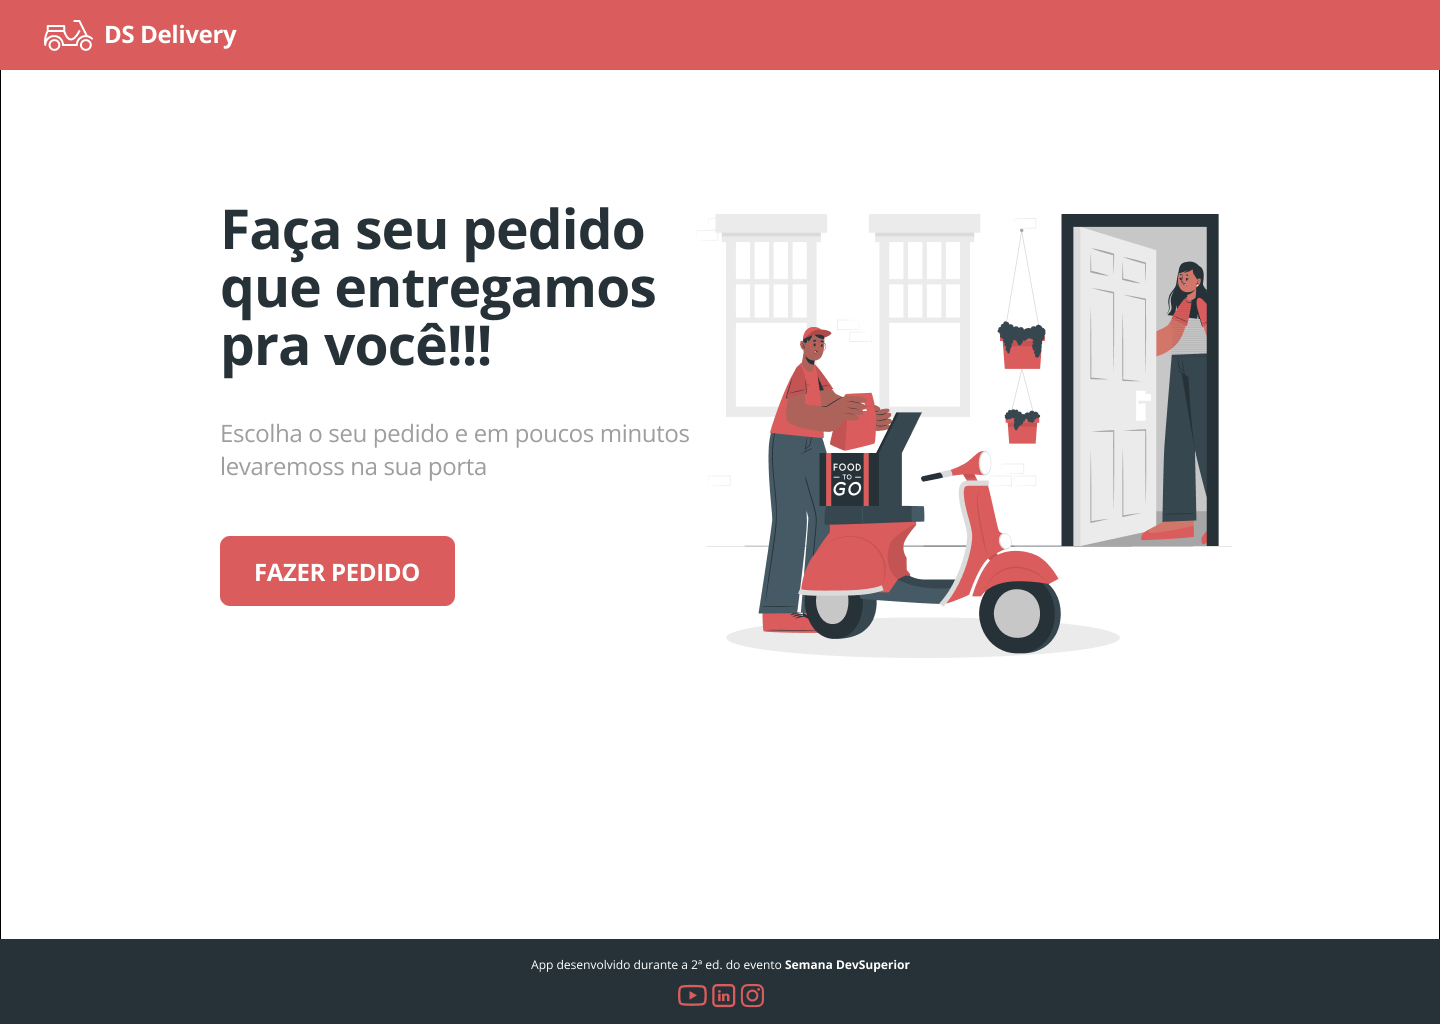 DS Delivery
Faça seu pedido
que entregamos
pra você!!!
Escolha o seu pedido e em poucos minutos
levaremoss na sua porta
FAZER PEDIDO
FOOD
TO
GO
App desenvolvido durante a 2ª ed. do evento Semana DevSuperior
in